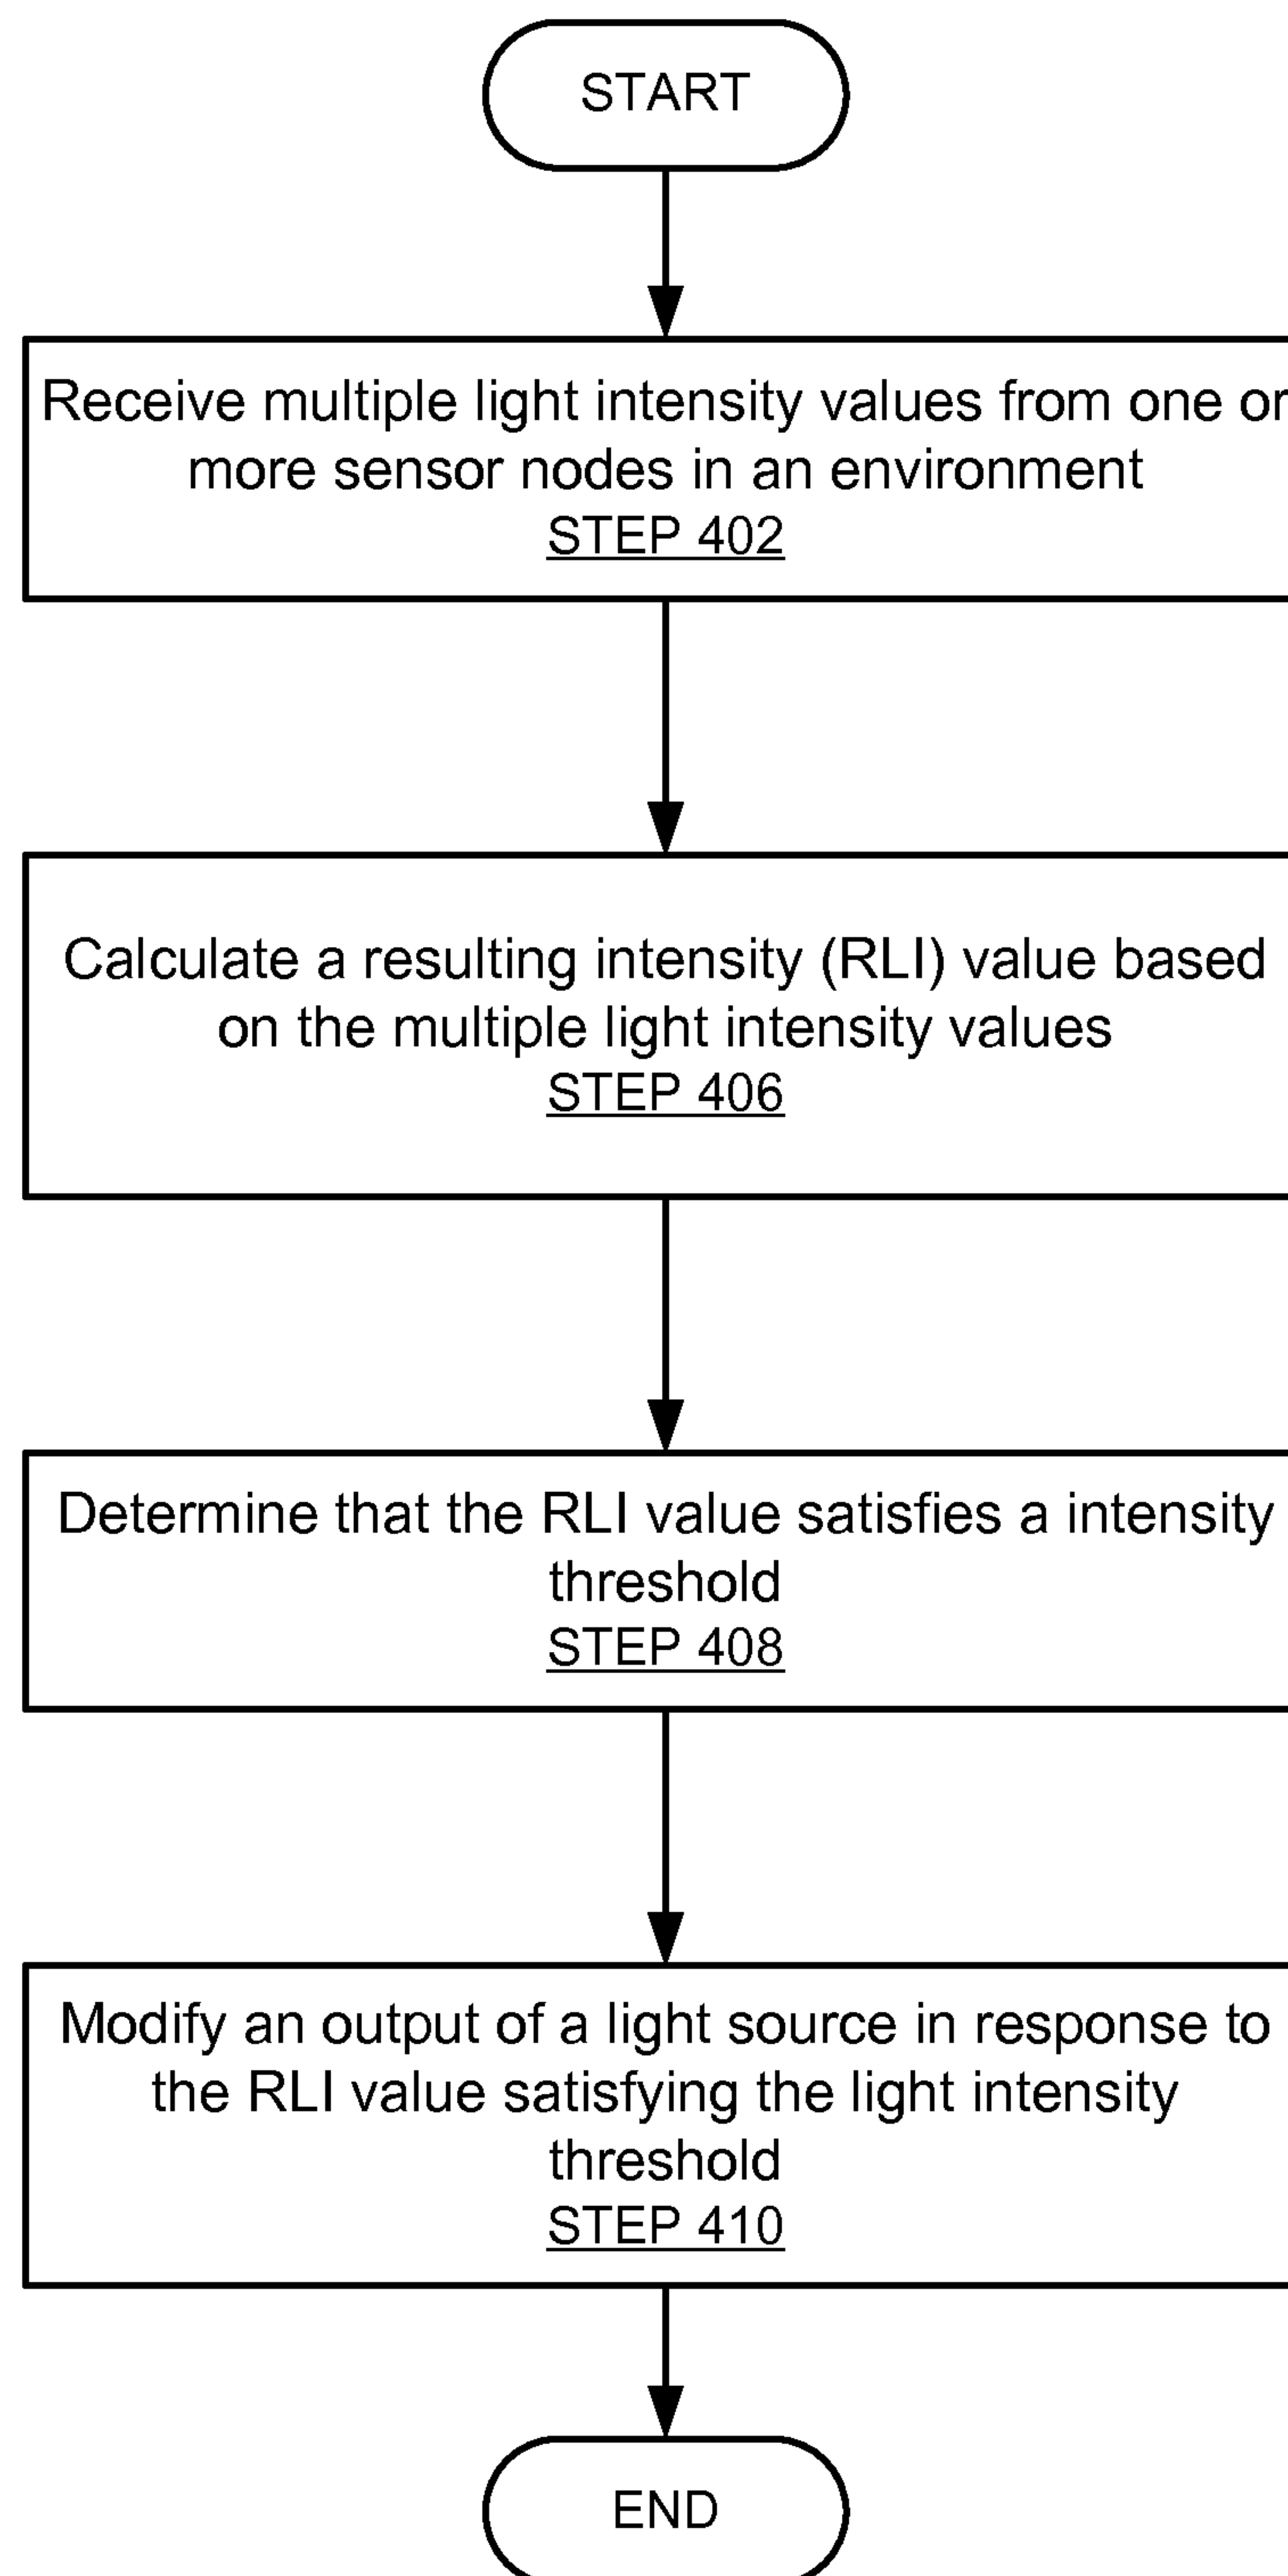 START
Receive multiple light intensity values from one or
more sensor nodes in an environment
STEP 402
Calculate a resulting intensity (RLI) value based
on the multiple light intensity values
STEP 406
Determine that the RLI value satisfies a intensity
threshold
STEP 408
Modify an output of a light source in response to
the RLI value satisfying the light intensity
threshold
STEP 410
END